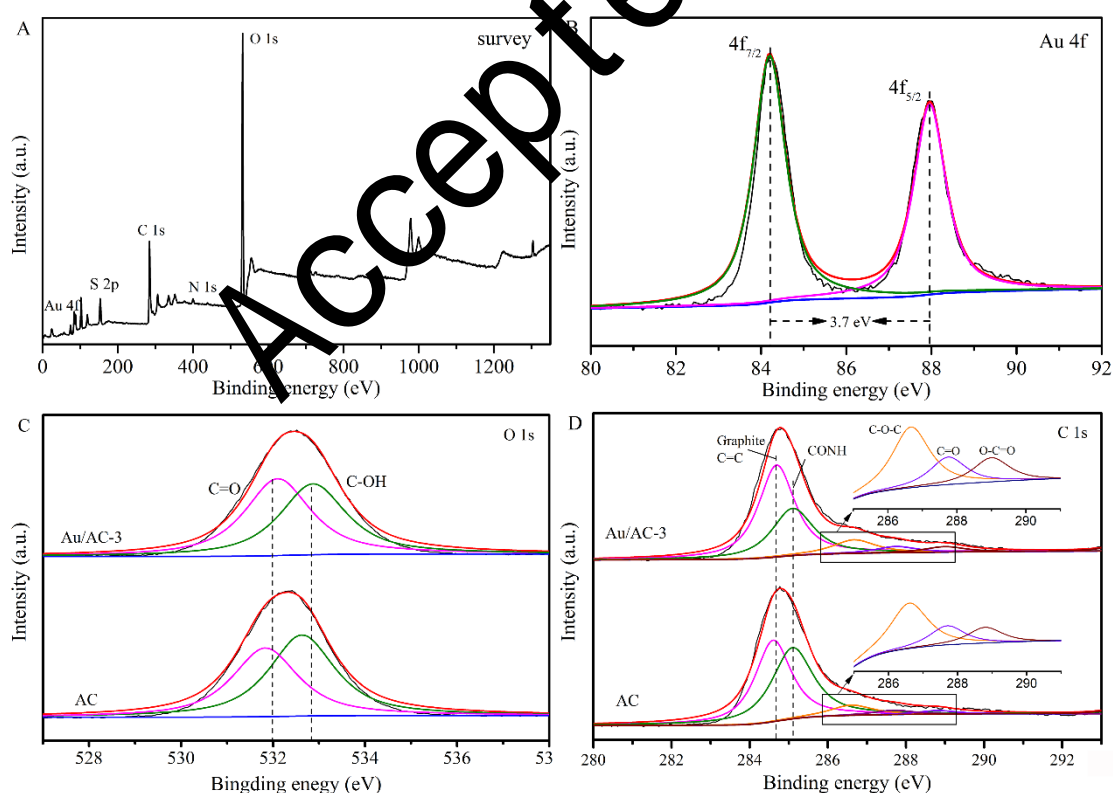 A
O 1s
survey
C 1s
S 2p
N 1s
Intensity (a.u.)
0
200
400
800
1000
1200
Binding energy (eV)
B
Au 4f
4f7/2
4f5/2
3.7 eV
Intensity (a.u.)
80
82
84
86
88
90
92
Binding energy (eV)
C
O 1s
C=O
C-OH
Au/AC-3
AC
Intensity (a.u.)
528
530
532
534
536
53
Bingding enegy (eV)
D
C 1s
Graphite
C=C
CONH
C-O-C
C=O
O-C=O
286
288
290
Au/AC-3
286
288
290
AC
Intensity (a.u.)
280
282
284
286
288
290
292
Binding energy (eV)
Accepte